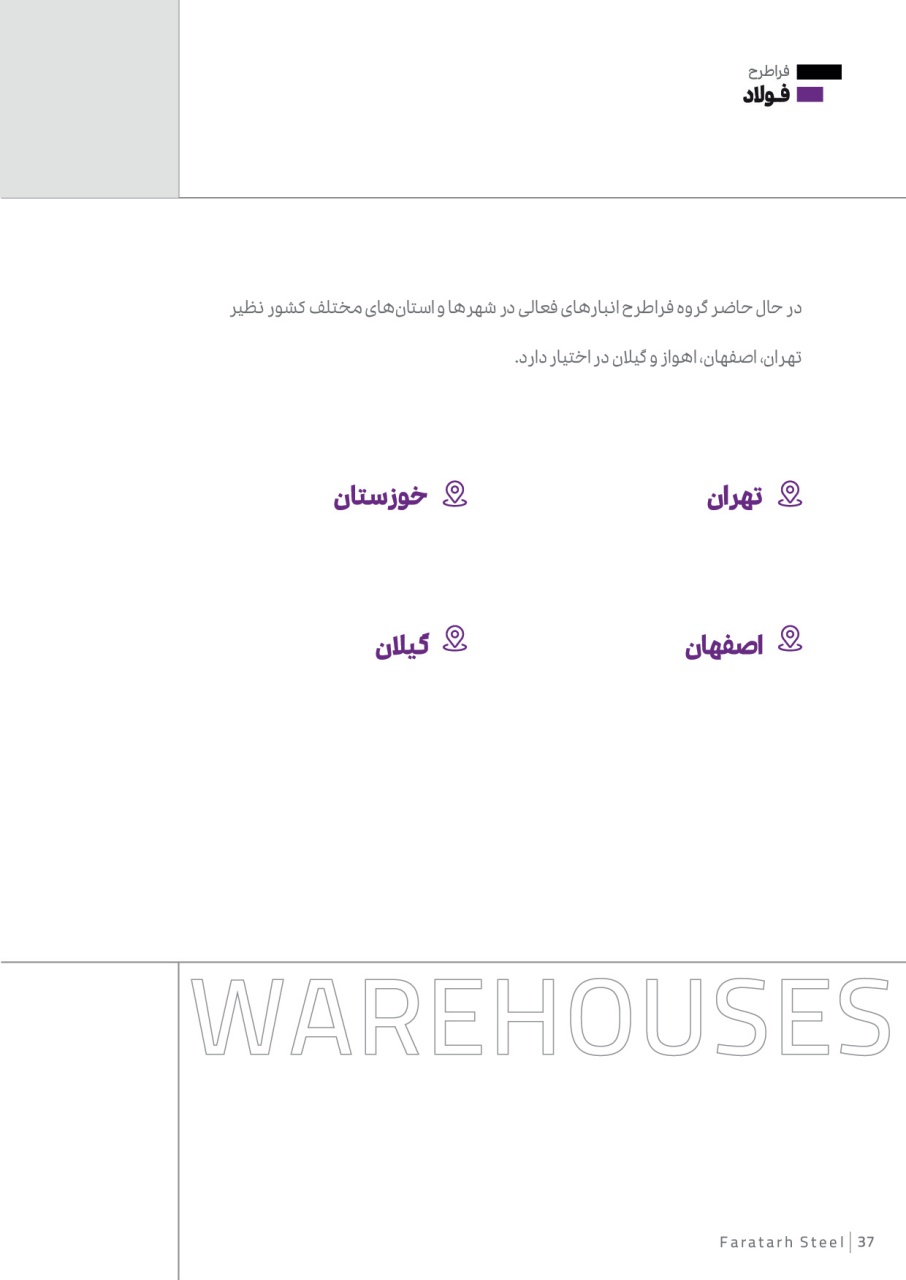 فراطرح
فـولاد
در حال حاضر گروه فراطرح انبارهای فعالی در شهرها و استان‌های مختلف کشور نظیر
تهران، اصفهان، اهواز و گیلان در اختیار دارد.
تهران
خوزستان
اصفهان
گیلان
WAREHOUSES
Faratarh Steel | 37